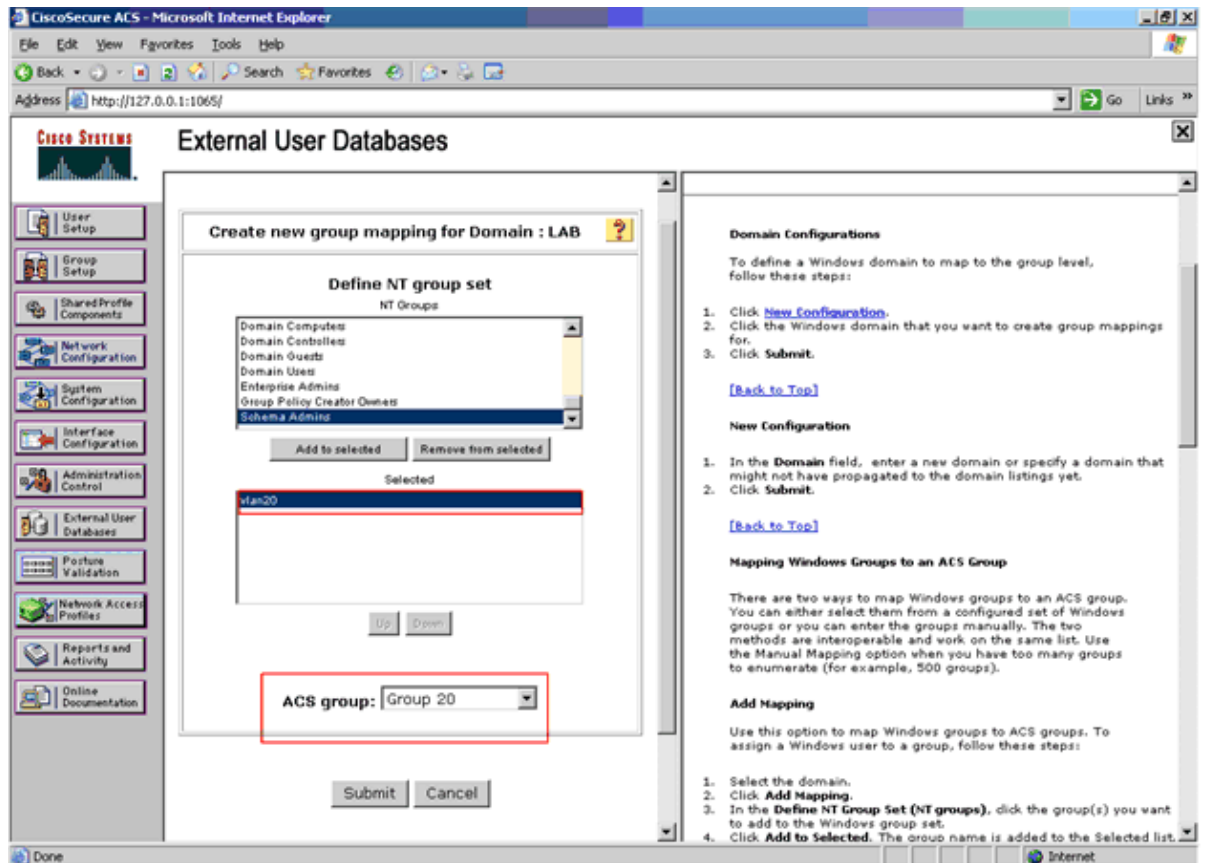 CiscoSecure ACS - Microsoft Internet Explorer
File Edit View Favorites Tools Help
Back Search Favorites
Address http://127.0.0.1:1065/ Go Links »
CISCO SYSTEMS
External User Databases
User Setup
Group Setup
Shared Profile Components
Network Configuration
System Configuration
Interface Configuration
Administration Control
External User Databases
Posture Validation
Network Access Profiles
Reports and Activity
Online Documentation
Create new group mapping for Domain : LAB
?
Define NT group set
NT Groups
Domain Computers
Domain Controllers
Domain Guests
Domain Users
Enterprise Admins
Group Policy Creator Owners
Schema Admins
Add to selected Remove from selected
Selected
vlan20
Up Down
ACS group: Group 20
Submit Cancel
Domain Configurations
To define a Windows domain to map to the group level,
follow these steps:
1. Click New Configuration.
2. Click the Windows domain that you want to create group mappings
for.
3. Click Submit.
[Back to Top]
New Configuration
1. In the Domain field, enter a new domain or specify a domain that
might not have propagated to the domain listings yet.
2. Click Submit.
[Back to Top]
Mapping Windows Groups to an ACS Group
There are two ways to map Windows groups to an ACS group.
You can either select them from a configured set of Windows
groups or you can enter the groups manually. The two
methods are interoperable and work on the same list. Use
the Manual Mapping option when you have too many groups
to enumerate (for example, 500 groups).
Add Mapping
Use this option to map Windows groups to ACS groups. To
assign a Windows user to a group, follow these steps:
1. Select the domain.
2. Click Add Mapping.
3. In the Define NT Group Set (NT groups), click the group(s) you want
to add to the Windows group set.
4. Click Add to Selected. The group name is added to the Selected list.
Done
Internet